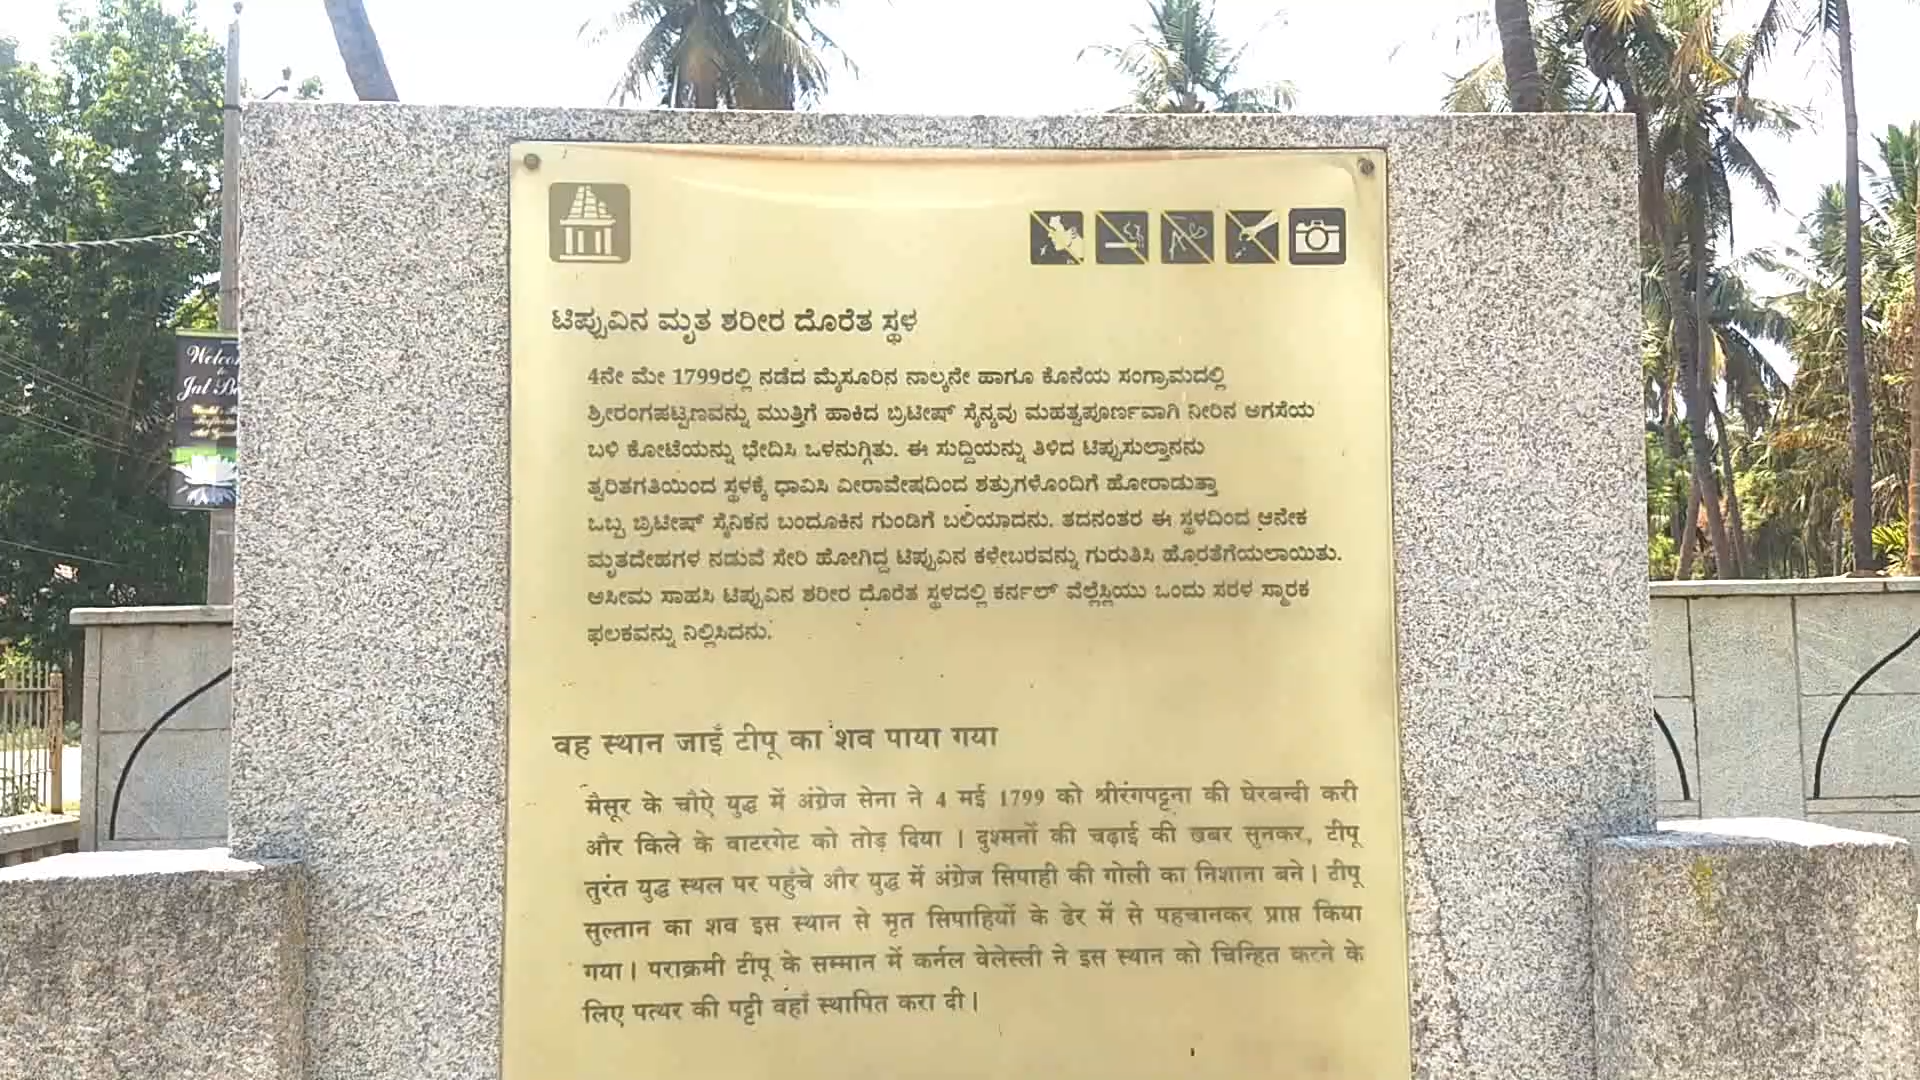 Welco
to
Jal B
ಟಿಪ್ಪುವಿನ ಮೃತ ಶರೀರ ದೊರೆತ ಸ್ಥಳ
4ನೇ ಮೇ 1799ರಲ್ಲಿ ನಡೆದ ಮೈಸೂರಿನ ನಾಲ್ಕನೇ ಹಾಗೂ ಕೊನೆಯ ಸಂಗ್ರಾಮದಲ್ಲಿ
ಶ್ರೀರಂಗಪಟ್ಟಣವನ್ನು ಮುತ್ತಿಗೆ ಹಾಕಿದ ಬ್ರಿಟೀಷ್ ಸೈನ್ಯವು ಮಹತ್ವಪೂರ್ಣವಾಗಿ ನೀರಿನ ಅಗಸೆಯ
ಬಳಿ ಕೋಟೆಯನ್ನು ಭೇದಿಸಿ ಒಳನುಗ್ಗಿತು. ಈ ಸುದ್ದಿಯನ್ನು ತಿಳಿದ ಟಿಪ್ಪುಸುಲ್ತಾನನು
ತ್ವರಿತಗತಿಯಿಂದ ಸ್ಥಳಕ್ಕೆ ಧಾವಿಸಿ ವೀರಾವೇಷದಿಂದ ಶತ್ರುಗಳೊಂದಿಗೆ ಹೋರಾಡುತ್ತಾ
ಒಬ್ಬ ಬ್ರಿಟೀಷ್ ಸೈನಿಕನ ಬಂದೂಕಿನ ಗುಂಡಿಗೆ ಬಲಿಯಾದನು. ತದನಂತರ ಈ ಸ್ಥಳದಿಂದ ಆನೇಕ
ಮೃತದೇಹಗಳ ನಡುವೆ ಸೇರಿ ಹೋಗಿದ್ದ ಟಿಪ್ಪುವಿನ ಕಳೇಬರವನ್ನು ಗುರುತಿಸಿ ಹೊರತೆಗೆಯಲಾಯಿತು.
ಅಸೀಮ ಸಾಹಸಿ ಟಿಪ್ಪುವಿನ ಶರೀರ ದೊರೆತ ಸ್ಥಳದಲ್ಲಿ ಕರ್ನಲ್ ವೆಲ್ಲೆಸ್ಲಿಯು ಒಂದು ಸರಳ ಸ್ಮಾರಕ
ಫಲಕವನ್ನು ನಿಲ್ಲಿಸಿದನು.
वह स्थान जाइँ टीपू का शव पाया गया
मैसूर के चौऐ युद्ध में अंग्रेज सेना ने 4 मई 1799 को श्रीरंगपट्टना की घेरबन्दी करी
और किले के वाटरगेट को तोड़ दिया । दुश्मनों की चढ़ाई की खबर सुनकर, टीपू
तुरंत युद्ध स्थल पर पहुँचे और युद्ध में अंग्रेज सिपाही की गोली का निशाना बने । टीपू
सुल्तान का शव इस स्थान से मृत सिपाहियों के ढेर में से पहचानकर प्राप्त किया
गया । पराक्रमी टीपू के सम्मान में कर्नल वेलेस्ली ने इस स्थान को चिन्हित करने के
लिए पत्थर की पट्टी वहाँ स्थापित करा दी ।